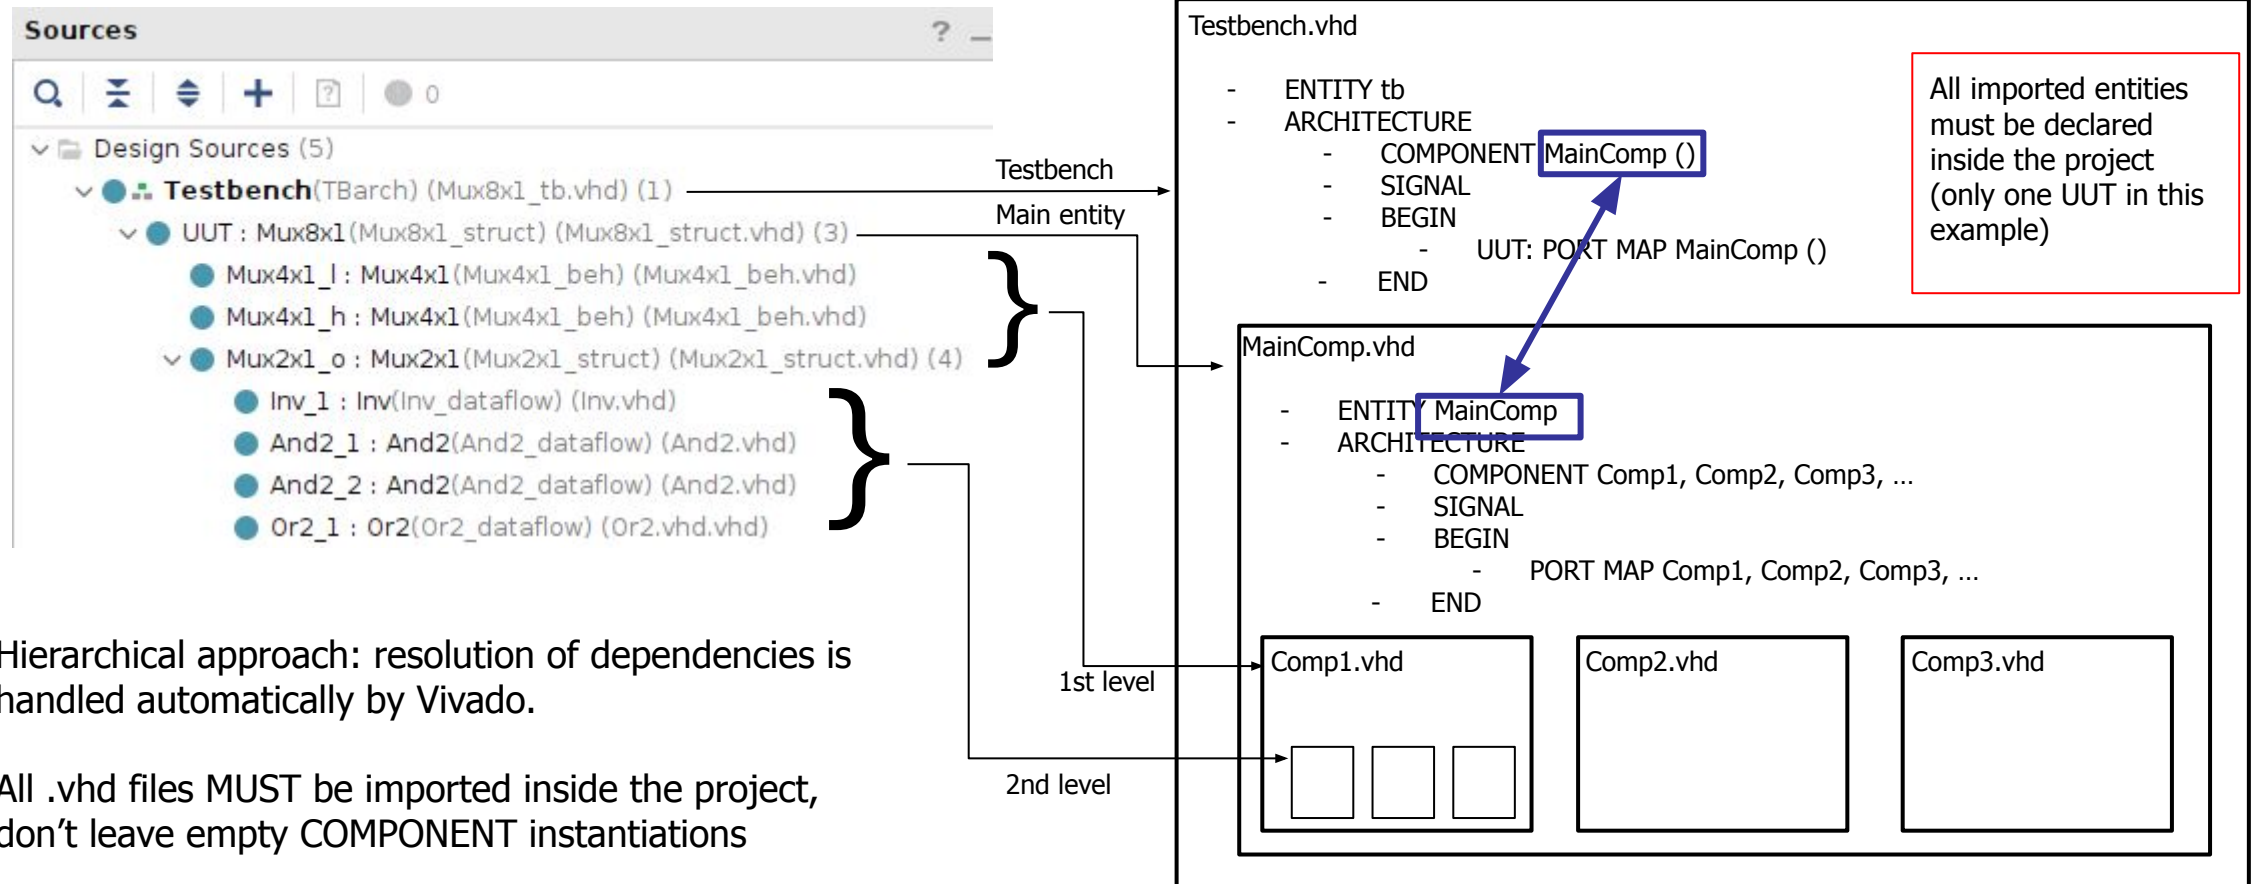 Sources
?
0
Design Sources (5)
Testbench(TBarch) (Mux8x1_tb.vhd) (1)
UUT : Mux8x1(Mux8x1_struct) (Mux8x1_struct.vhd) (3)
Mux4x1_l : Mux4x1(Mux4x1_beh) (Mux4x1_beh.vhd)
Mux4x1_h : Mux4x1(Mux4x1_beh) (Mux4x1_beh.vhd)
Mux2x1_o : Mux2x1(Mux2x1_struct) (Mux2x1_struct.vhd) (4)
Inv_1 : Inv(Inv_dataflow) (Inv.vhd)
And2_1 : And2(And2_dataflow) (And2.vhd)
And2_2 : And2(And2_dataflow) (And2.vhd)
Or2_1 : Or2(Or2_dataflow) (Or2.vhd.vhd)
Hierarchical approach: resolution of dependencies is
handled automatically by Vivado.
All .vhd files MUST be imported inside the project,
don’t leave empty COMPONENT instantiations
Testbench
Main entity
1st level
2nd level
Testbench.vhd
- ENTITY tb
- ARCHITECTURE
- COMPONENT MainComp ()
- SIGNAL
- BEGIN
- UUT: PORT MAP MainComp ()
- END
All imported entities
must be declared
inside the project
(only one UUT in this
example)
MainComp.vhd
- ENTITY MainComp
- ARCHITECTURE
- COMPONENT Comp1, Comp2, Comp3, …
- SIGNAL
- BEGIN
- PORT MAP Comp1, Comp2, Comp3, …
- END
Comp1.vhd
Comp2.vhd
Comp3.vhd